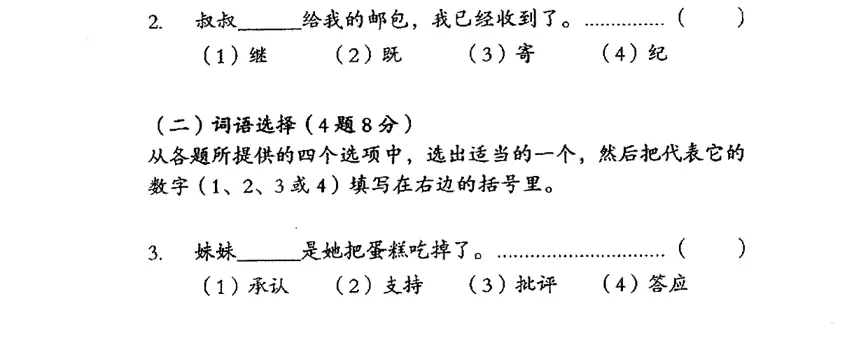 2. 叔叔______给我的邮包，我已经收到了。……………（  ）
（1）继 （2）既 （3）寄 （4）纪
（二）词语选择（4题8分）
从各题所提供的四个选项中，选出适当的一个，然后把代表它的
数字（1、2、3或4）填写在右边的括号里。
3. 妹妹______是她把蛋糕吃掉了。…………………………（  ）
（1）承认 （2）支持 （3）批评 （4）答应